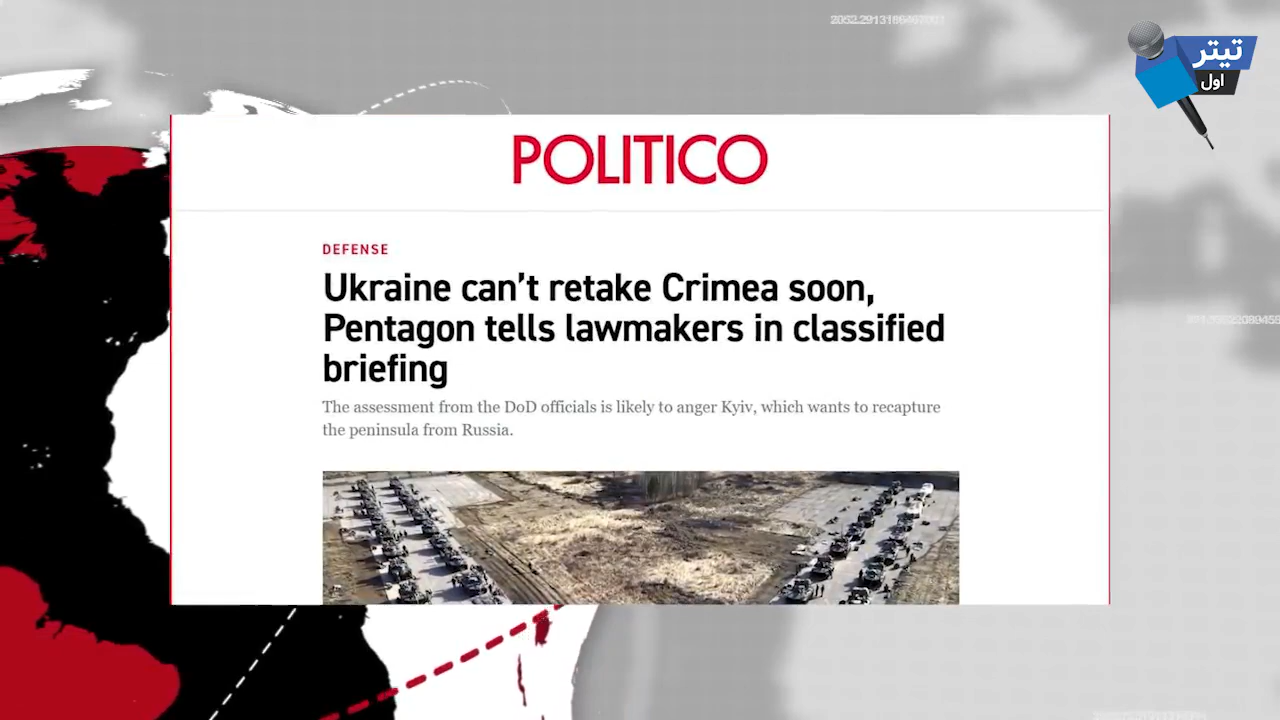 تیتر
اول
POLITICO
DEFENSE
Ukraine can't retake Crimea soon,
Pentagon tells lawmakers in classified
briefing
The assessment from the DoD officials is likely to anger Kyiv, which wants to recapture
the peninsula from Russia.